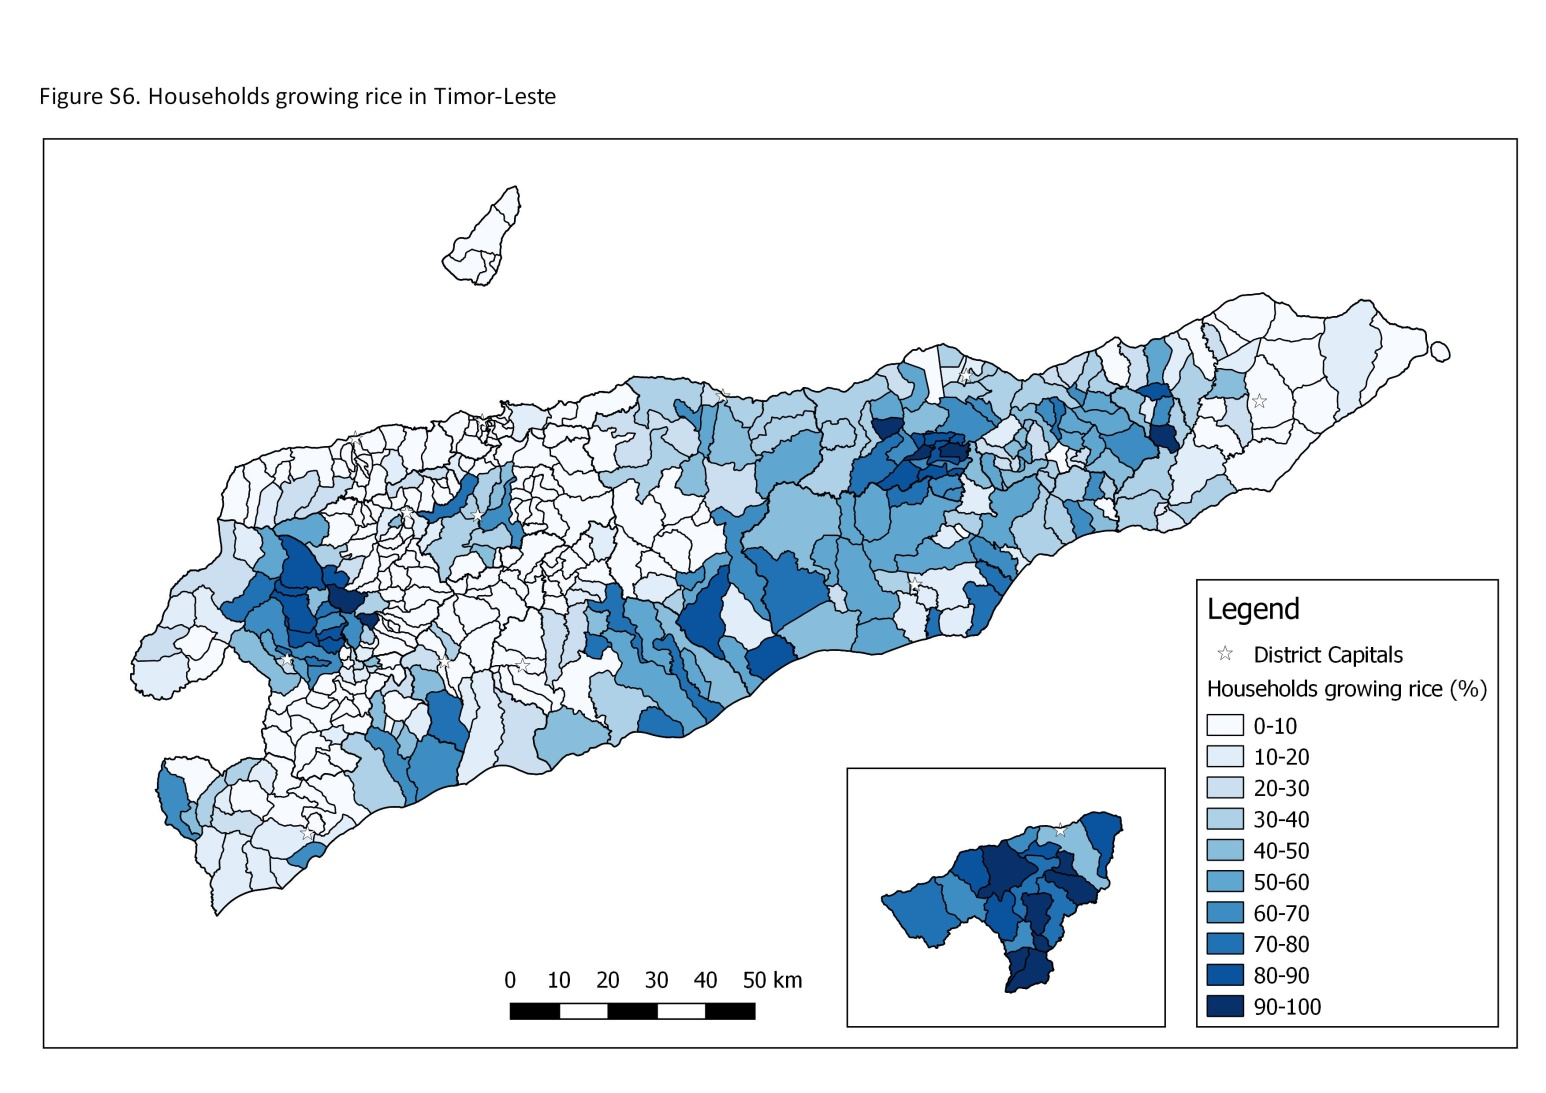 Figure S6. Households growing rice in Timor-Leste
Legend
District Capitals
Households growing rice (%)
0-10
10-20
20-30
30-40
40-50
50-60
60-70
70-80
80-90
90-100
0 10 20 30 40 50 km